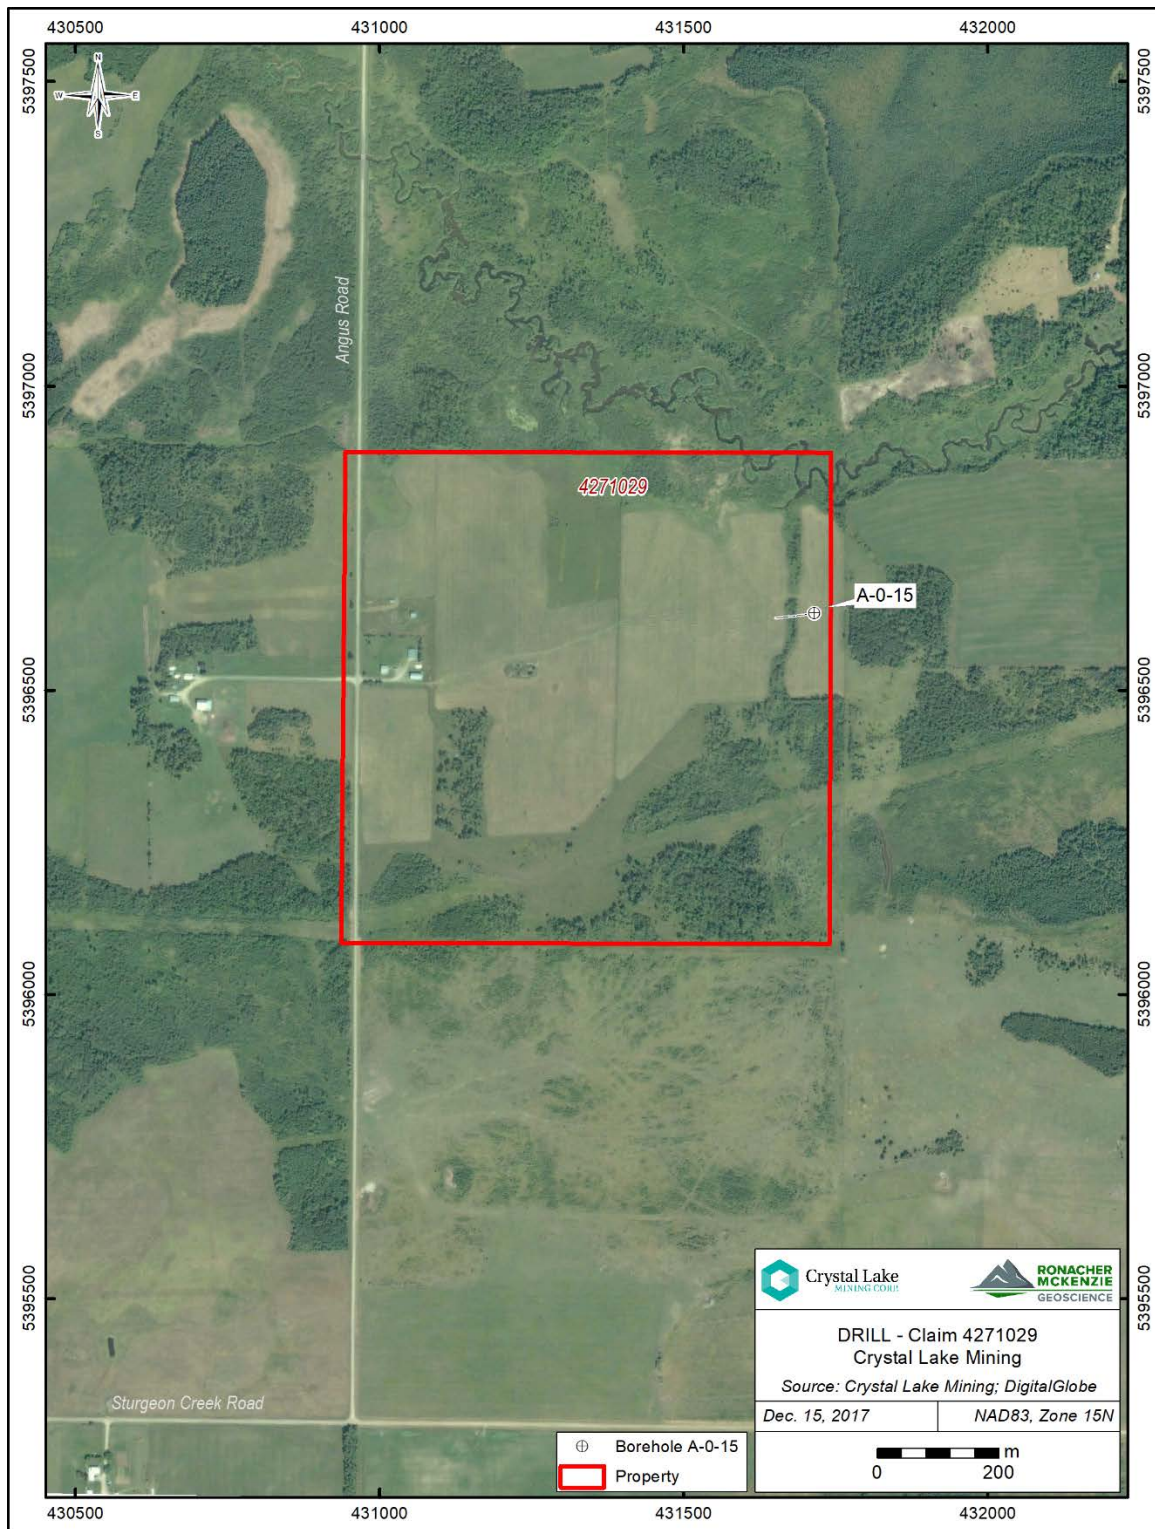 430500 431000 431500 432000
5397500
5397500
N
W E
S
Angus Road
5397000
5397000
4271029
A-0-15
5396500
5396500
5396000
5396000
5395500
5395500
Crystal Lake
MINING CORP.
RONACHER
MCKENZIE
GEOSCIENCE
DRILL - Claim 4271029
Crystal Lake Mining
Source: Crystal Lake Mining; DigitalGlobe
Dec. 15, 2017 NAD83, Zone 15N
Sturgeon Creek Road
Borehole A-0-15
Property
m
0 200
430500 431000 431500 432000